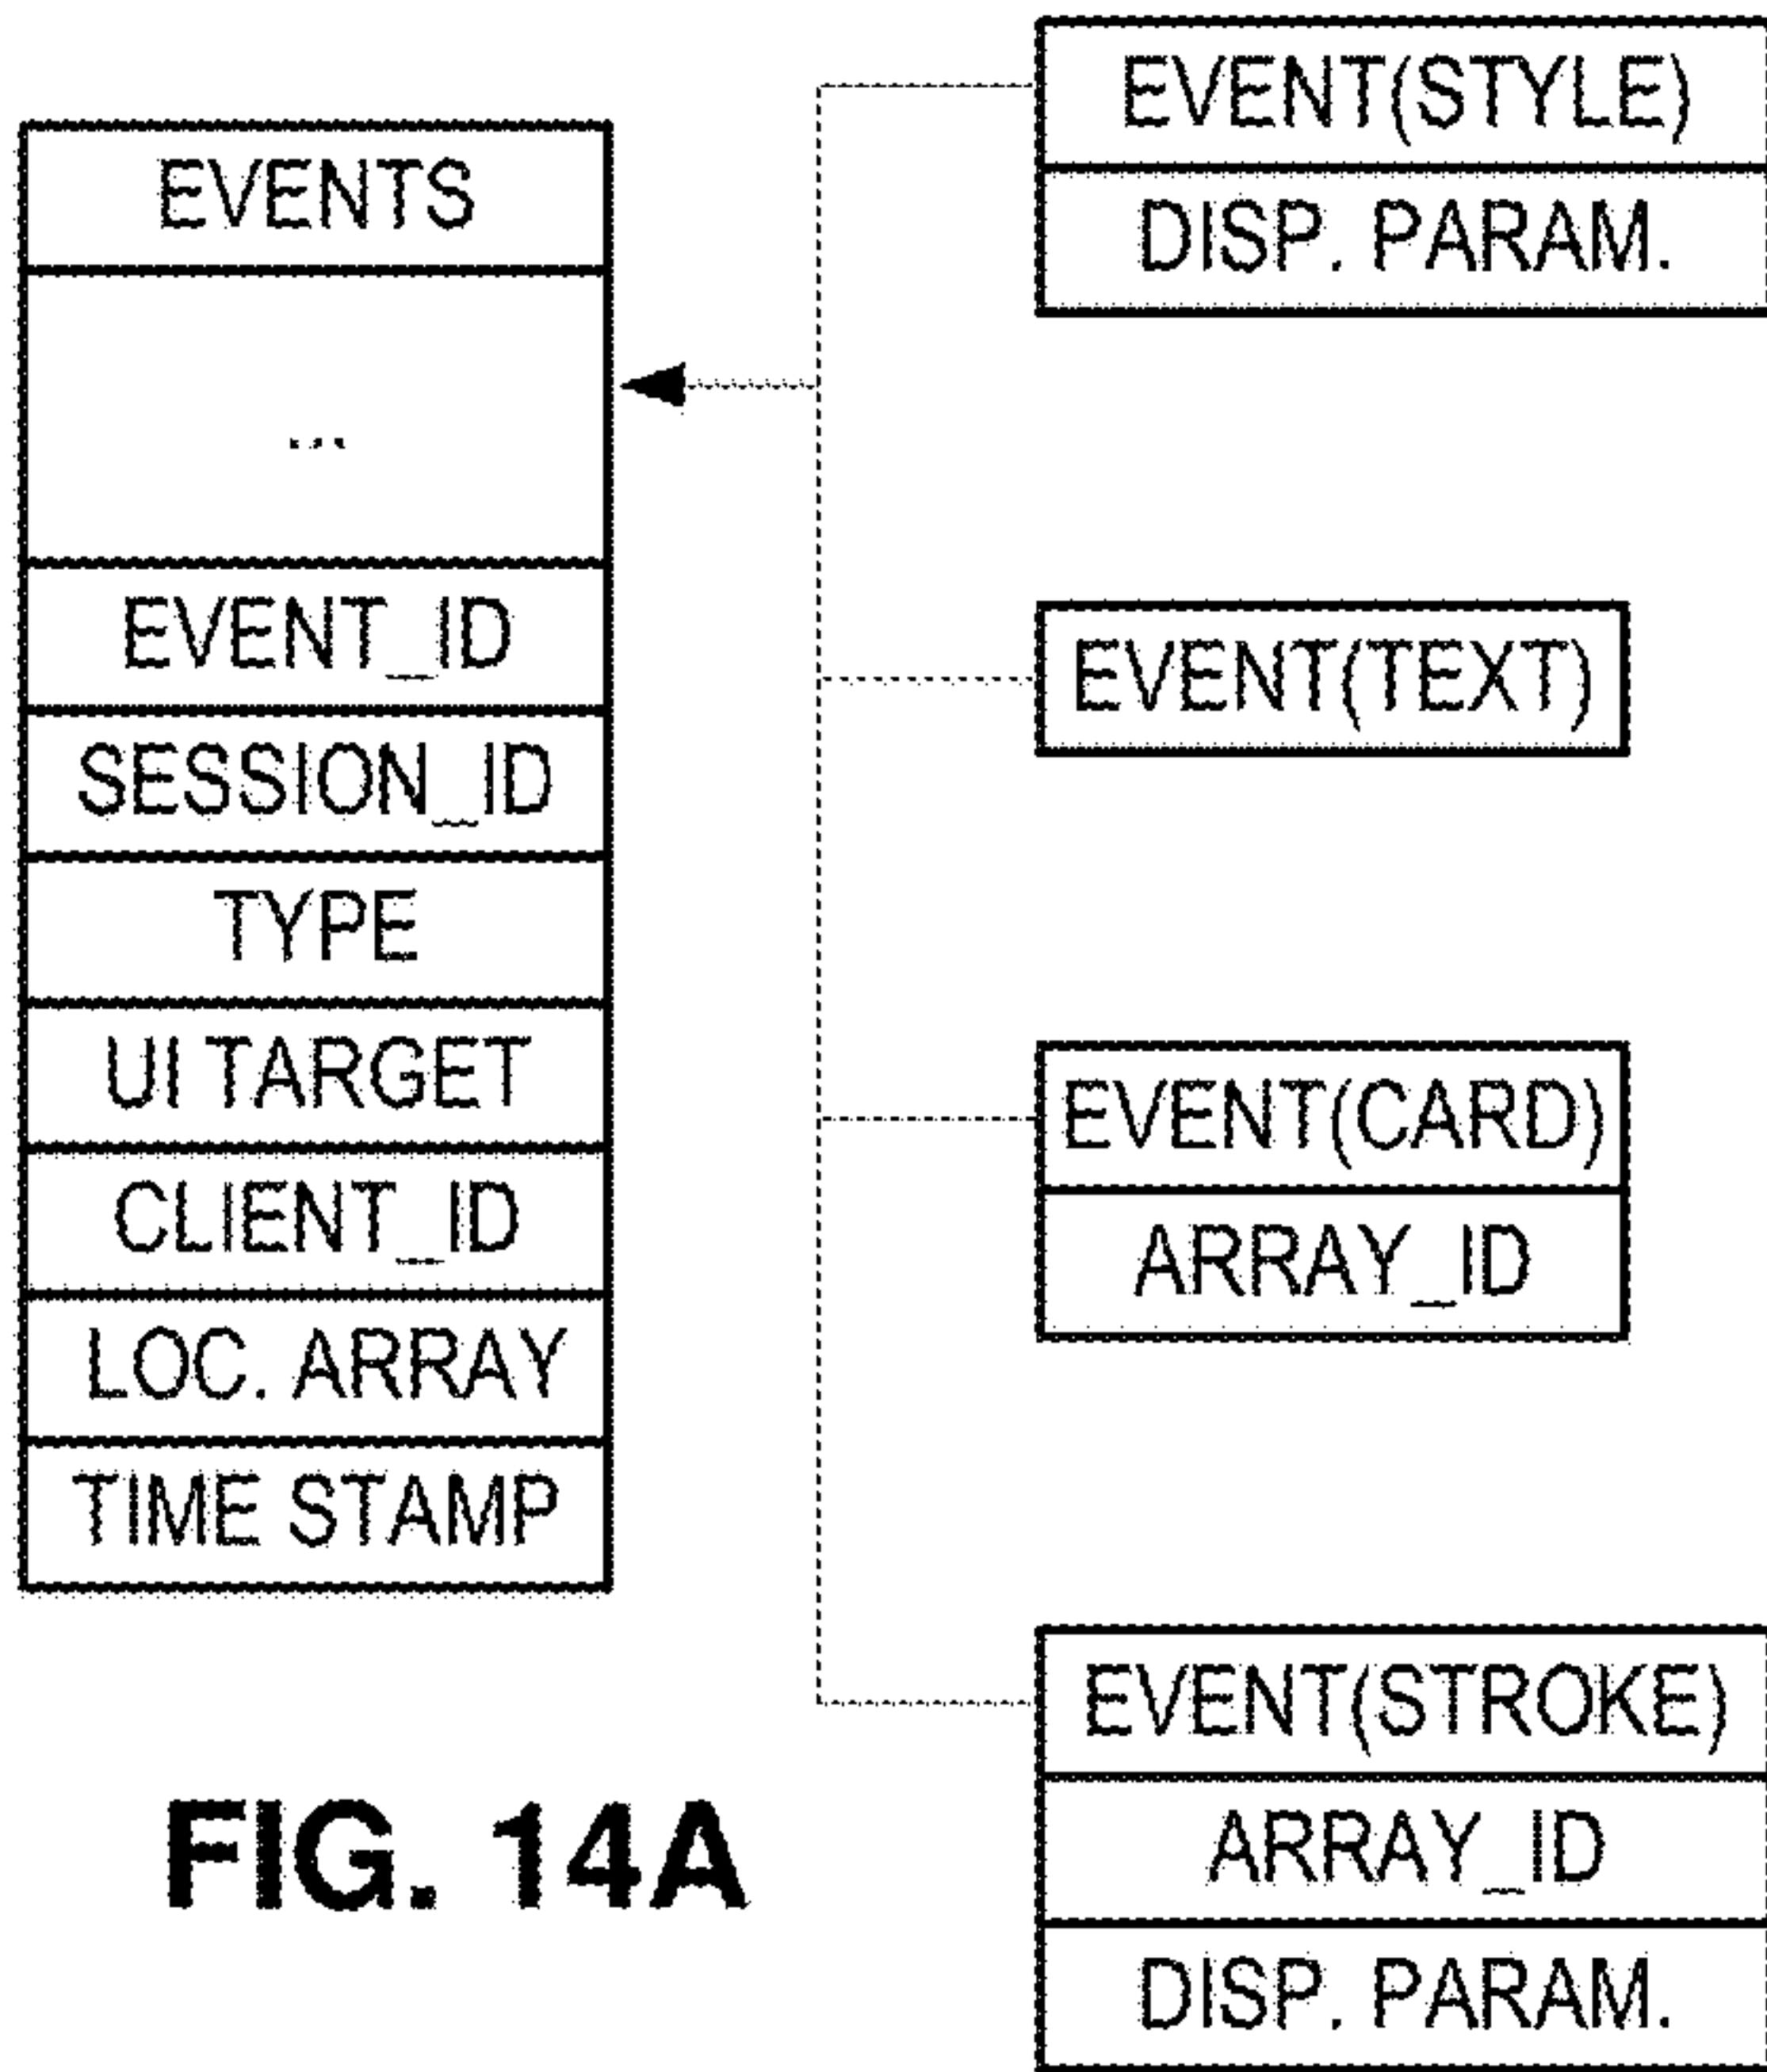 EVENTS
...
EVENT_ID
SESSION_ID
TYPE
UI TARGET
CLIENT_ID
LOC. ARRAY
TIME STAMP
EVENT(STYLE)
DISP. PARAM.
EVENT(TEXT)
EVENT(CARD)
ARRAY_ID
EVENT(STROKE)
ARRAY_ID
DISP. PARAM.
FIG. 14A